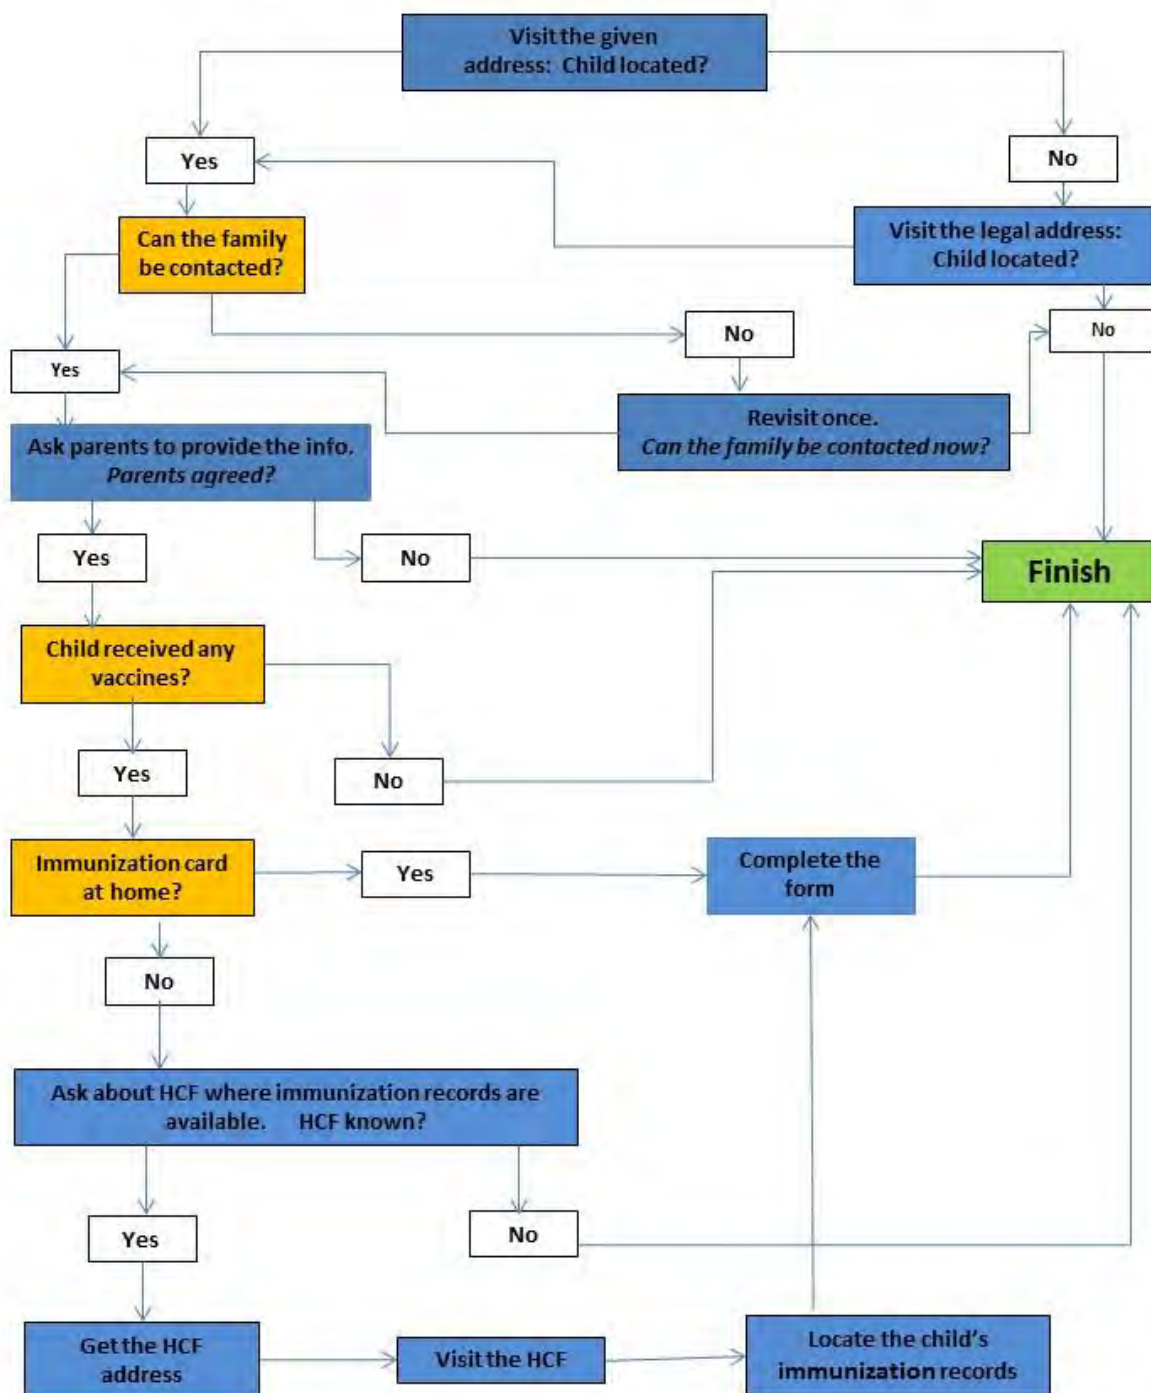 Visit the given
address: Child located?
Yes
No
Can the family
be contacted?
Visit the legal address:
Child located?
No
No
Yes
Revisit once.
Can the family be contacted now?
Ask parents to provide the info.
Parents agreed?
Yes
No
Finish
Child received any
vaccines?
Yes
No
Immunization card
at home?
Yes
Complete the
form
No
Ask about HCF where immunization records are
available. HCF known?
Yes
No
Get the HCF
address
Visit the HCF
Locate the child's
immunization records